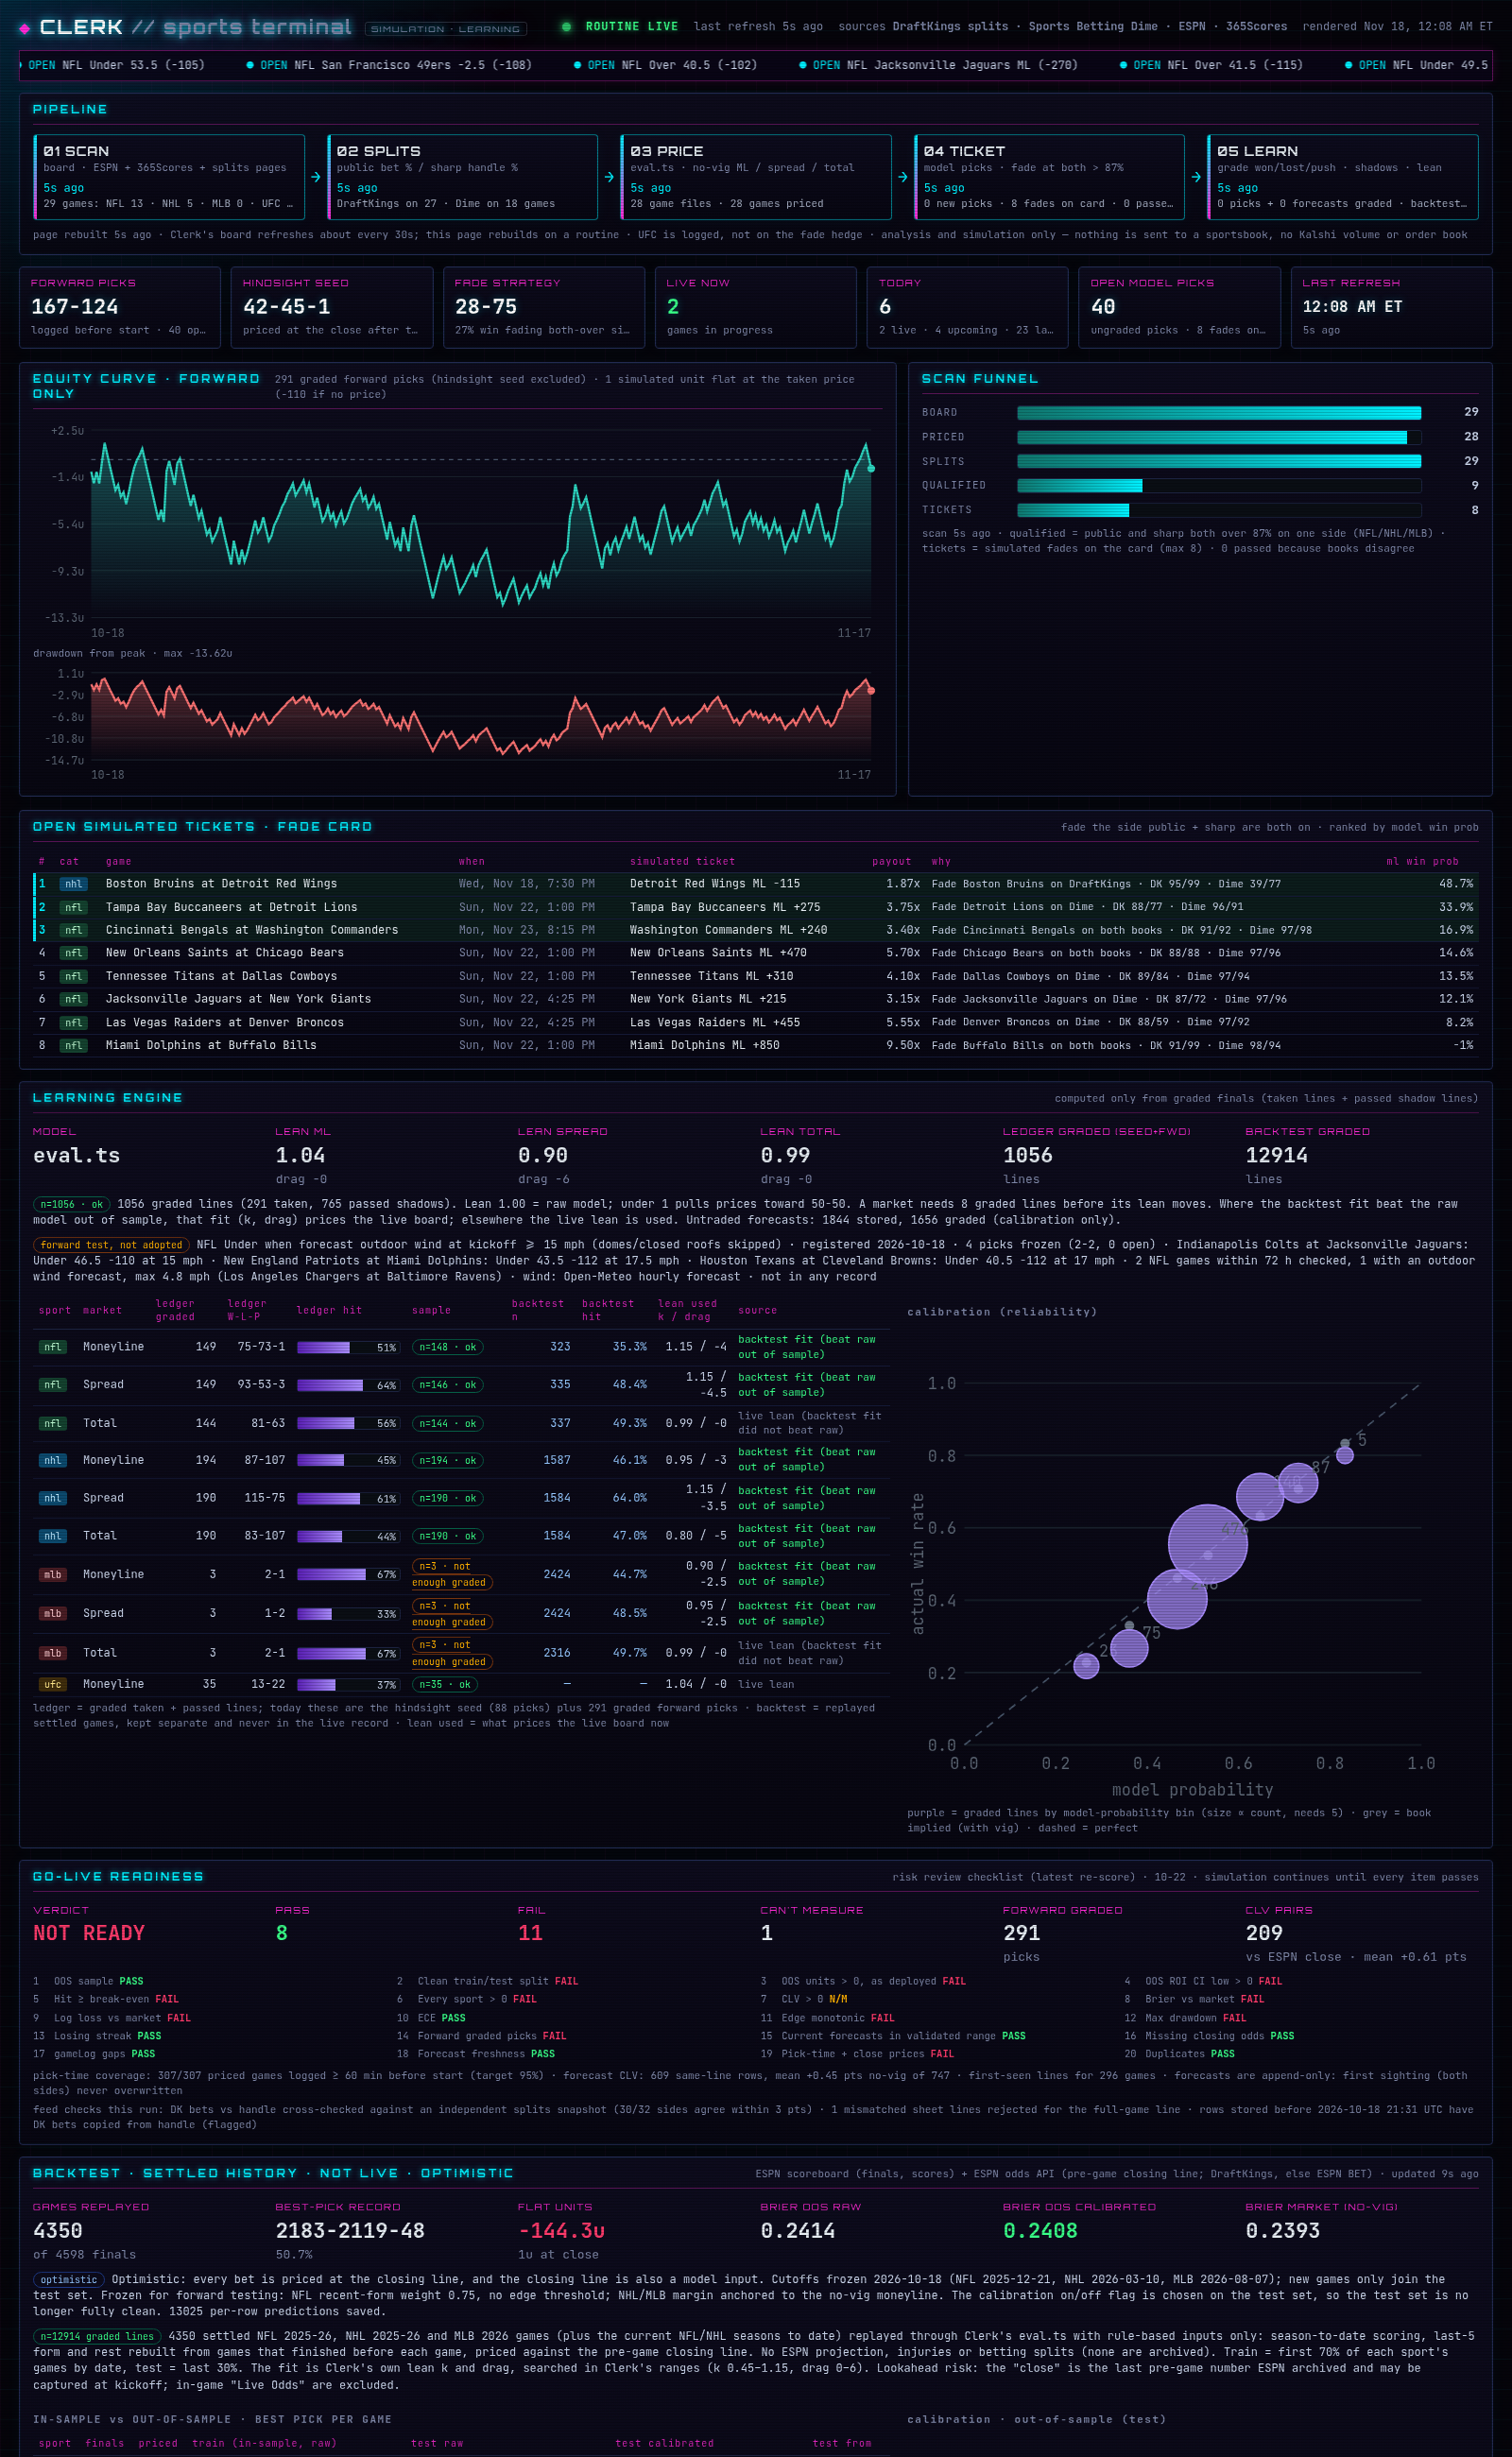 ◆ CLERK // sports terminal SIMULATION · LEARNING ROUTINE LIVE last refresh 5s ago sources DraftKings splits · Sports Betting Dime · ESPN · 365Scores rendered Nov 18, 12:08 AM ET
OPEN NFL Under 53.5 (-105) OPEN NFL San Francisco 49ers -2.5 (-108) OPEN NFL Over 40.5 (-102) OPEN NFL Jacksonville Jaguars ML (-270) OPEN NFL Over 41.5 (-115) OPEN NFL Under 49.5
PIPELINE
01 SCAN
board · ESPN + 365Scores + splits pages
5s ago
29 games: NFL 13 · NHL 5 · MLB 0 · UFC …
→
02 SPLITS
public bet % / sharp handle %
5s ago
DraftKings on 27 · Dime on 18 games
→
03 PRICE
eval.ts · no-vig ML / spread / total
5s ago
28 game files · 28 games priced
→
04 TICKET
model picks · fade at both > 87%
5s ago
0 new picks · 8 fades on card · 0 passe…
→
05 LEARN
grade won/lost/push · shadows · lean
5s ago
0 picks + 0 forecasts graded · backtest…
page rebuilt 5s ago · Clerk's board refreshes about every 30s; this page rebuilds on a routine · UFC is logged, not on the fade hedge · analysis and simulation only — nothing is sent to a sportsbook, no Kalshi volume or order book
FORWARD PICKS
167-124
logged before start · 40 op…
HINDSIGHT SEED
42-45-1
priced at the close after t…
FADE STRATEGY
28-75
27% win fading both-over si…
LIVE NOW
2
games in progress
TODAY
6
2 live · 4 upcoming · 23 la…
OPEN MODEL PICKS
40
ungraded picks · 8 fades on…
LAST REFRESH
12:08 AM ET
5s ago
EQUITY CURVE · FORWARD ONLY
291 graded forward picks (hindsight seed excluded) · 1 simulated unit flat at the taken price (-110 if no price)
+2.5u
-1.4u
-5.4u
-9.3u
-13.3u
10-18 11-17
drawdown from peak · max -13.62u
1.1u
-2.9u
-6.8u
-10.8u
-14.7u
10-18 11-17
SCAN FUNNEL
BOARD 29
PRICED 28
SPLITS 29
QUALIFIED 9
TICKETS 8
scan 5s ago · qualified = public and sharp both over 87% on one side (NFL/NHL/MLB) ·
tickets = simulated fades on the card (max 8) · 0 passed because books disagree
OPEN SIMULATED TICKETS · FADE CARD fade the side public + sharp are both on · ranked by model win prob
# cat game when simulated ticket payout why ml win prob
1 nhl Boston Bruins at Detroit Red Wings Wed, Nov 18, 7:30 PM Detroit Red Wings ML -115 1.87x Fade Boston Bruins on DraftKings · DK 95/99 · Dime 39/77 48.7%
2 nfl Tampa Bay Buccaneers at Detroit Lions Sun, Nov 22, 1:00 PM Tampa Bay Buccaneers ML +275 3.75x Fade Detroit Lions on Dime · DK 88/77 · Dime 96/91 33.9%
3 nfl Cincinnati Bengals at Washington Commanders Mon, Nov 23, 8:15 PM Washington Commanders ML +240 3.40x Fade Cincinnati Bengals on both books · DK 91/92 · Dime 97/98 16.9%
4 nfl New Orleans Saints at Chicago Bears Sun, Nov 22, 1:00 PM New Orleans Saints ML +470 5.70x Fade Chicago Bears on both books · DK 88/88 · Dime 97/96 14.6%
5 nfl Tennessee Titans at Dallas Cowboys Sun, Nov 22, 1:00 PM Tennessee Titans ML +310 4.10x Fade Dallas Cowboys on Dime · DK 89/84 · Dime 97/94 13.5%
6 nfl Jacksonville Jaguars at New York Giants Sun, Nov 22, 4:25 PM New York Giants ML +215 3.15x Fade Jacksonville Jaguars on Dime · DK 87/72 · Dime 97/96 12.1%
7 nfl Las Vegas Raiders at Denver Broncos Sun, Nov 22, 4:25 PM Las Vegas Raiders ML +455 5.55x Fade Denver Broncos on Dime · DK 88/59 · Dime 97/92 8.2%
8 nfl Miami Dolphins at Buffalo Bills Sun, Nov 22, 1:00 PM Miami Dolphins ML +850 9.50x Fade Buffalo Bills on both books · DK 91/99 · Dime 98/94 -1%
LEARNING ENGINE computed only from graded finals (taken lines + passed shadow lines)
MODEL LEAN ML LEAN SPREAD LEAN TOTAL LEDGER GRADED (SEED+FWD) BACKTEST GRADED
eval.ts 1.04 0.90 0.99 1056 12914
drag -0 drag -6 drag -0 lines lines
n=1056 · ok 1056 graded lines (291 taken, 765 passed shadows). Lean 1.00 = raw model; under 1 pulls prices toward 50-50. A market needs 8 graded lines before its lean moves. Where the backtest fit beat the raw
model out of sample, that fit (k, drag) prices the live board; elsewhere the live lean is used. Untraded forecasts: 1844 stored, 1656 graded (calibration only).
forward test, not adopted NFL Under when forecast outdoor wind at kickoff ≥ 15 mph (domes/closed roofs skipped) · registered 2026-10-18 · 4 picks frozen (2-2, 0 open) · Indianapolis Colts at Jacksonville Jaguars:
Under 46.5 -110 at 15 mph · New England Patriots at Miami Dolphins: Under 43.5 -112 at 17.5 mph · Houston Texans at Cleveland Browns: Under 40.5 -112 at 17 mph · 2 NFL games within 72 h checked, 1 with an outdoor
wind forecast, max 4.8 mph (Los Angeles Chargers at Baltimore Ravens) · wind: Open-Meteo hourly forecast · not in any record
sport market ledger graded ledger W-L-P ledger hit sample backtest n backtest hit lean used k / drag source
nfl Moneyline 149 75-73-1 51% n=148 · ok 323 35.3% 1.15 / -4 backtest fit (beat raw out of sample)
nfl Spread 149 93-53-3 64% n=146 · ok 335 48.4% 1.15 / -4.5 backtest fit (beat raw out of sample)
nfl Total 144 81-63 56% n=144 · ok 337 49.3% 0.99 / -0 live lean (backtest fit did not beat raw)
nhl Moneyline 194 87-107 45% n=194 · ok 1587 46.1% 0.95 / -3 backtest fit (beat raw out of sample)
nhl Spread 190 115-75 61% n=190 · ok 1584 64.0% 1.15 / -3.5 backtest fit (beat raw out of sample)
nhl Total 190 83-107 44% n=190 · ok 1584 47.0% 0.80 / -5 backtest fit (beat raw out of sample)
mlb Moneyline 3 2-1 67% n=3 · not enough graded 2424 44.7% 0.90 / -2.5 backtest fit (beat raw out of sample)
mlb Spread 3 1-2 33% n=3 · not enough graded 2424 48.5% 0.95 / -2.5 backtest fit (beat raw out of sample)
mlb Total 3 2-1 67% n=3 · not enough graded 2316 49.7% 0.99 / -0 live lean (backtest fit did not beat raw)
ufc Moneyline 35 13-22 37% n=35 · ok — — 1.04 / -0 live lean
ledger = graded taken + passed lines; today these are the hindsight seed (88 picks) plus 291 graded forward picks · backtest = replayed
settled games, kept separate and never in the live record · lean used = what prices the live board now
calibration (reliability)
1.0
0.8
0.6
0.4
0.2
0.0
actual win rate
5
87
75
0.0 0.2 0.4 0.6 0.8 1.0
model probability
purple = graded lines by model-probability bin (size ∝ count, needs 5) · grey = book
implied (with vig) · dashed = perfect
GO-LIVE READINESS risk review checklist (latest re-score) · 10-22 · simulation continues until every item passes
VERDICT PASS FAIL CAN'T MEASURE FORWARD GRADED CLV PAIRS
NOT READY 8 11 1 291 209
picks vs ESPN close · mean +0.61 pts
1 OOS sample PASS 2 Clean train/test split FAIL 3 OOS units > 0, as deployed FAIL 4 OOS ROI CI low > 0 FAIL
5 Hit ≥ break-even FAIL 6 Every sport > 0 FAIL 7 CLV > 0 N/M 8 Brier vs market FAIL
9 Log loss vs market FAIL 10 ECE PASS 11 Edge monotonic FAIL 12 Max drawdown FAIL
13 Losing streak PASS 14 Forward graded picks FAIL 15 Current forecasts in validated range PASS 16 Missing closing odds PASS
17 gameLog gaps PASS 18 Forecast freshness PASS 19 Pick-time + close prices FAIL 20 Duplicates PASS
pick-time coverage: 307/307 priced games logged ≥ 60 min before start (target 95%) · forecast CLV: 609 same-line rows, mean +0.45 pts no-vig of 747 · first-seen lines for 296 games · forecasts are append-only: first sighting (both
sides) never overwritten
feed checks this run: DK bets vs handle cross-checked against an independent splits snapshot (30/32 sides agree within 3 pts) · 1 mismatched sheet lines rejected for the full-game line · rows stored before 2026-10-18 21:31 UTC have
DK bets copied from handle (flagged)
BACKTEST · SETTLED HISTORY · NOT LIVE · OPTIMISTIC ESPN scoreboard (finals, scores) + ESPN odds API (pre-game closing line; DraftKings, else ESPN BET) · updated 9s ago
GAMES REPLAYED BEST-PICK RECORD FLAT UNITS BRIER OOS RAW BRIER OOS CALIBRATED BRIER MARKET (NO-VIG)
4350 2183-2119-48 -144.3u 0.2414 0.2408 0.2393
of 4598 finals 50.7% 1u at close
optimistic Optimistic: every bet is priced at the closing line, and the closing line is also a model input. Cutoffs frozen 2026-10-18 (NFL 2025-12-21, NHL 2026-03-10, MLB 2026-08-07); new games only join the
test set. Frozen for forward testing: NFL recent-form weight 0.75, no edge threshold; NHL/MLB margin anchored to the no-vig moneyline. The calibration on/off flag is chosen on the test set, so the test set is no
longer fully clean. 13025 per-row predictions saved.
n=12914 graded lines 4350 settled NFL 2025-26, NHL 2025-26 and MLB 2026 games (plus the current NFL/NHL seasons to date) replayed through Clerk's eval.ts with rule-based inputs only: season-to-date scoring, last-5
form and rest rebuilt from games that finished before each game, priced against the pre-game closing line. No ESPN projection, injuries or betting splits (none are archived). Train = first 70% of each sport's
games by date, test = last 30%. The fit is Clerk's own lean k and drag, searched in Clerk's ranges (k 0.45–1.15, drag 0–6). Lookahead risk: the "close" is the last pre-game number ESPN archived and may be
captured at kickoff; in-game "Live Odds" are excluded.
IN-SAMPLE vs OUT-OF-SAMPLE · BEST PICK PER GAME calibration · out-of-sample (test)
sport finals priced train (in-sample, raw) test raw test calibrated test from